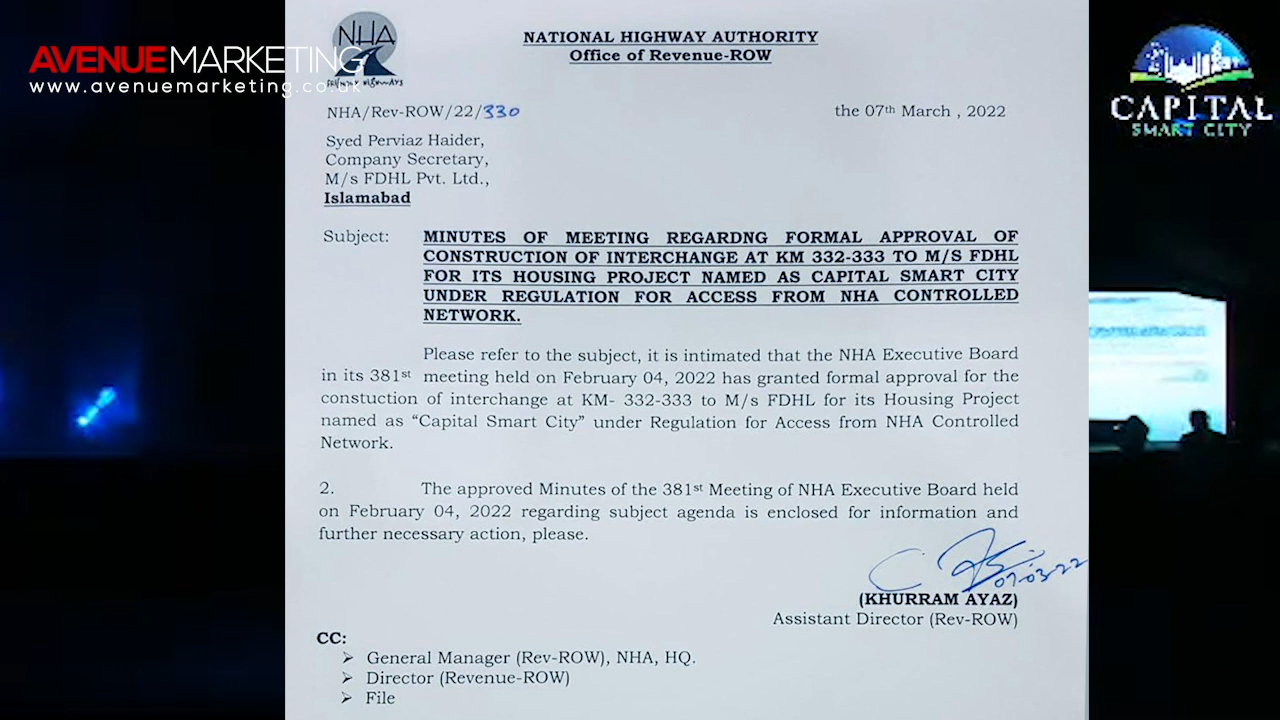 NHA
FRIENDLY HIGHWAYS
AVENUEMARKETING
www.avenuemarketing.co.uk
NATIONAL HIGHWAY AUTHORITY
Office of Revenue-ROW
CAPITAL
SMART CITY
NHA/Rev-ROW/22/330
the 07th March , 2022
Syed Perviaz Haider,
Company Secretary,
M/s FDHL Pvt. Ltd.,
Islamabad
Subject: MINUTES OF MEETING REGARDNG FORMAL APPROVAL OF
CONSTRUCTION OF INTERCHANGE AT KM 332-333 TO M/S FDHL
FOR ITS HOUSING PROJECT NAMED AS CAPITAL SMART CITY
UNDER REGULATION FOR ACCESS FROM NHA CONTROLLED
NETWORK.
Please refer to the subject, it is intimated that the NHA Executive Board
in its 381st meeting held on February 04, 2022 has granted formal approval for the
constuction of interchange at KM- 332-333 to M/s FDHL for its Housing Project
named as “Capital Smart City” under Regulation for Access from NHA Controlled
Network.
2. The approved Minutes of the 381st Meeting of NHA Executive Board held
on February 04, 2022 regarding subject agenda is enclosed for information and
further necessary action, please.
07-03-22
(KHURRAM AYAZ)
Assistant Director (Rev-ROW)
CC:
➢ General Manager (Rev-ROW), NHA, HQ.
➢ Director (Revenue-ROW)
➢ File